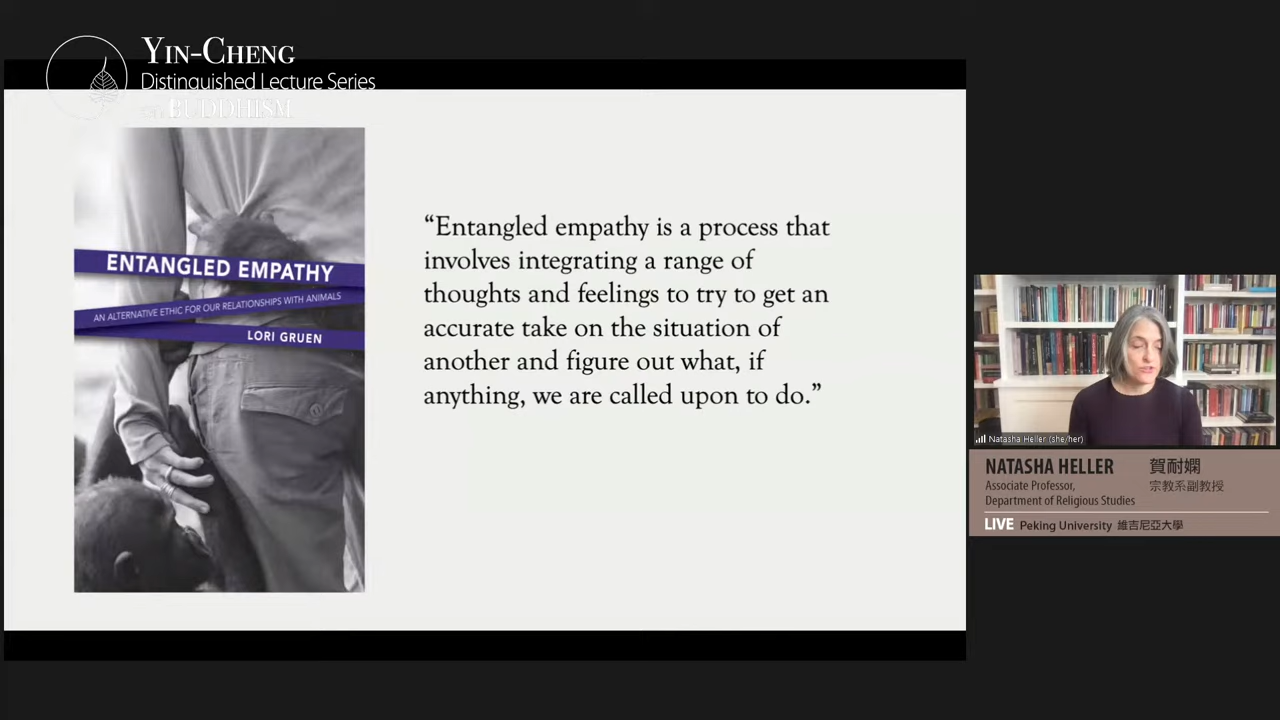 YIN-CHENG
Distinguished Lecture Series
BUDDHISM
ENTANGLED EMPATHY
AN ALTERNATIVE ETHIC FOR OUR RELATIONSHIPS WITH ANIMALS
LORI GRUEN
“Entangled empathy is a process that
involves integrating a range of
thoughts and feelings to try to get an
accurate take on the situation of
another and figure out what, if
anything, we are called upon to do.”
Natasha Heller (she/her)
NATASHA HELLER 賀耐嫻
Associate Professor, 宗教系副教授
Department of Religious Studies
LIVE Peking University 維吉尼亞大學